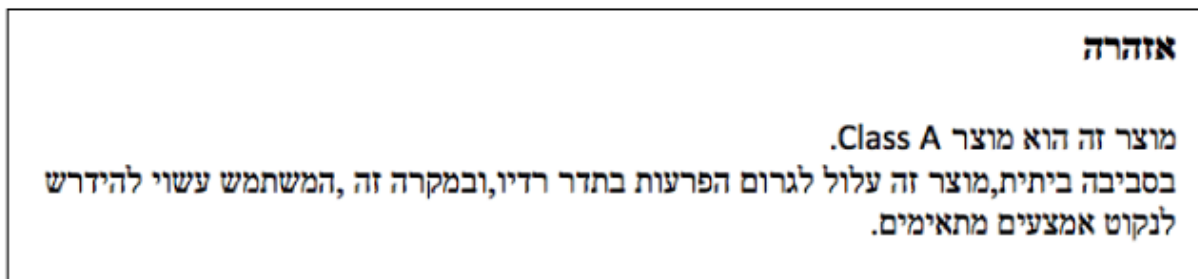 אזהרה
מוצר זה הוא מוצר Class A.
בסביבה ביתית,מוצר זה עלול לגרום הפרעות בתדר רדיו,ובמקרה זה ,המשתמש עשוי להידרש
לנקוט אמצעים מתאימים.